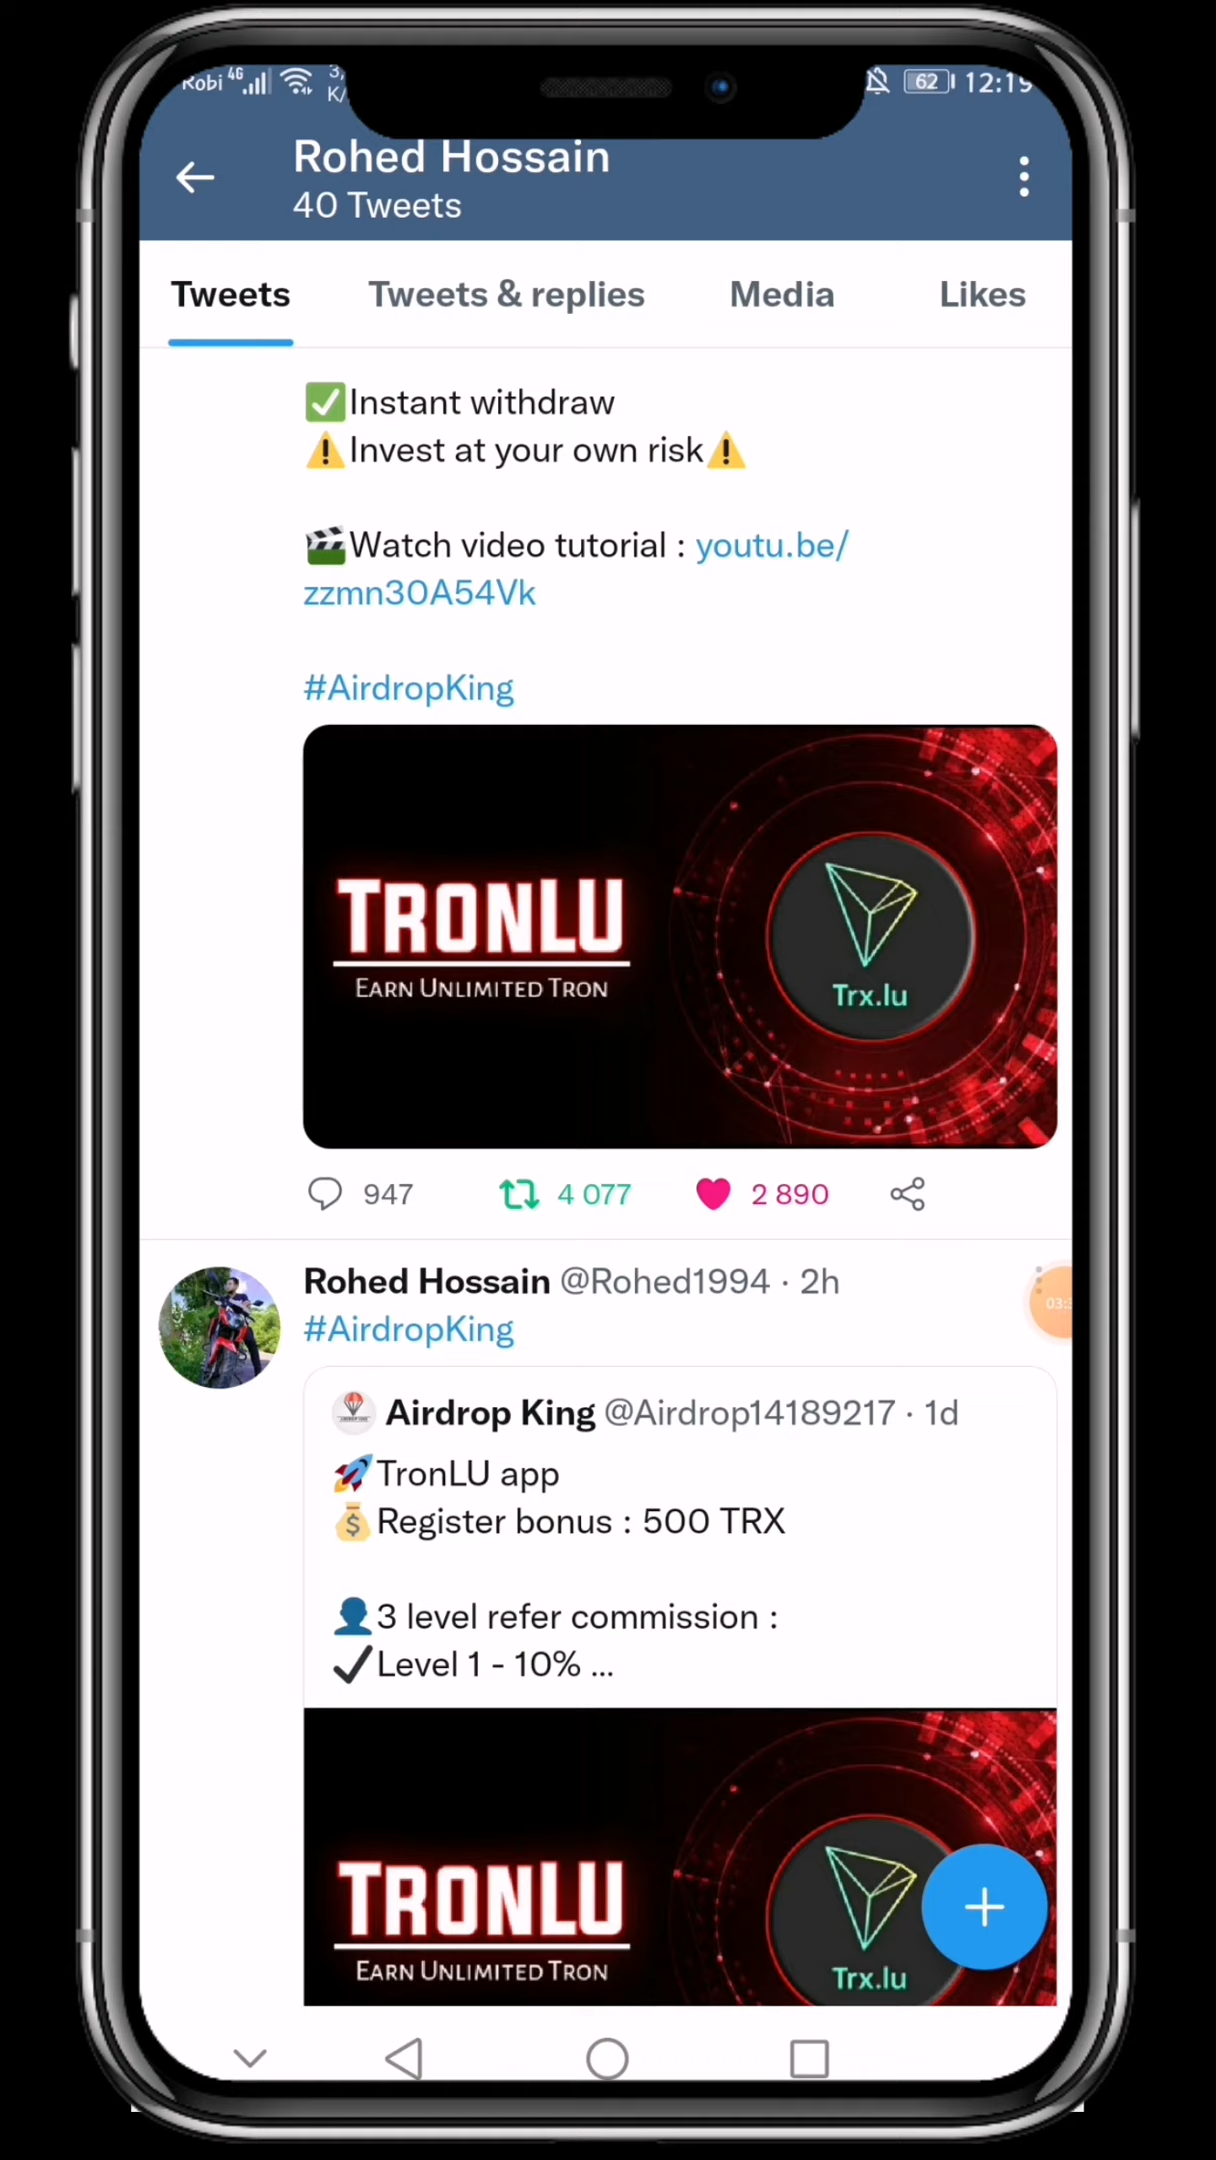 Robi 4G 62 12:19
Rohed Hossain
40 Tweets
Tweets Tweets & replies Media Likes
✅Instant withdraw
⚠️Invest at your own risk⚠️
🎬Watch video tutorial : youtu.be/
zzmn3OA54Vk
#AirdropKing
TRONLU
EARN UNLIMITED TRON
Trx.lu
947 4 077 2 890
Rohed Hossain @Rohed1994 · 2h
#AirdropKing
Airdrop King @Airdrop14189217 · 1d
🚀TronLU app
💰Register bonus : 500 TRX
👤3 level refer commission :
✔Level 1 - 10% ...
TRONLU
EARN UNLIMITED TRON
Trx.lu